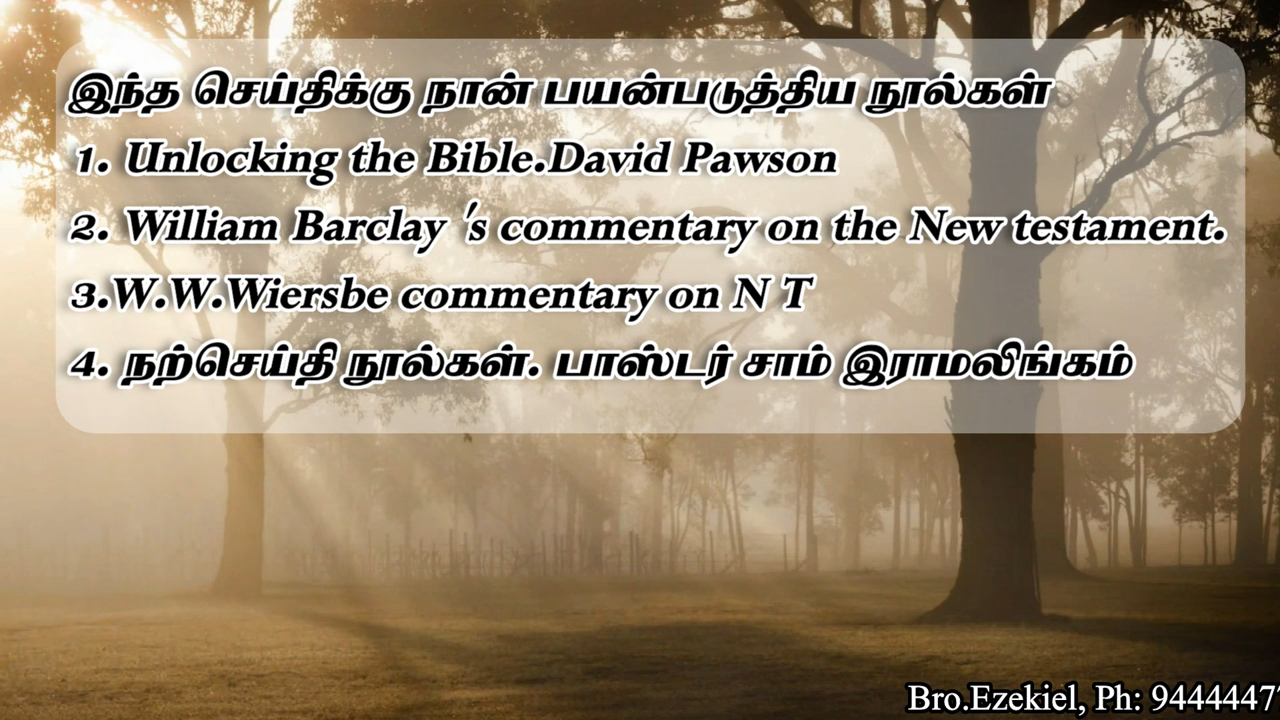 இந்த செய்திக்கு நான் பயன்படுத்திய நூல்கள்
1. Unlocking the Bible.David Pawson
2. William Barclay 's commentary on the New testament.
3.W.W.Wiersbe commentary on N T
4. நற்செய்தி நூல்கள். பாஸ்டர் சாம் இராமலிங்கம்
Bro.Ezekiel, Ph: 9444447